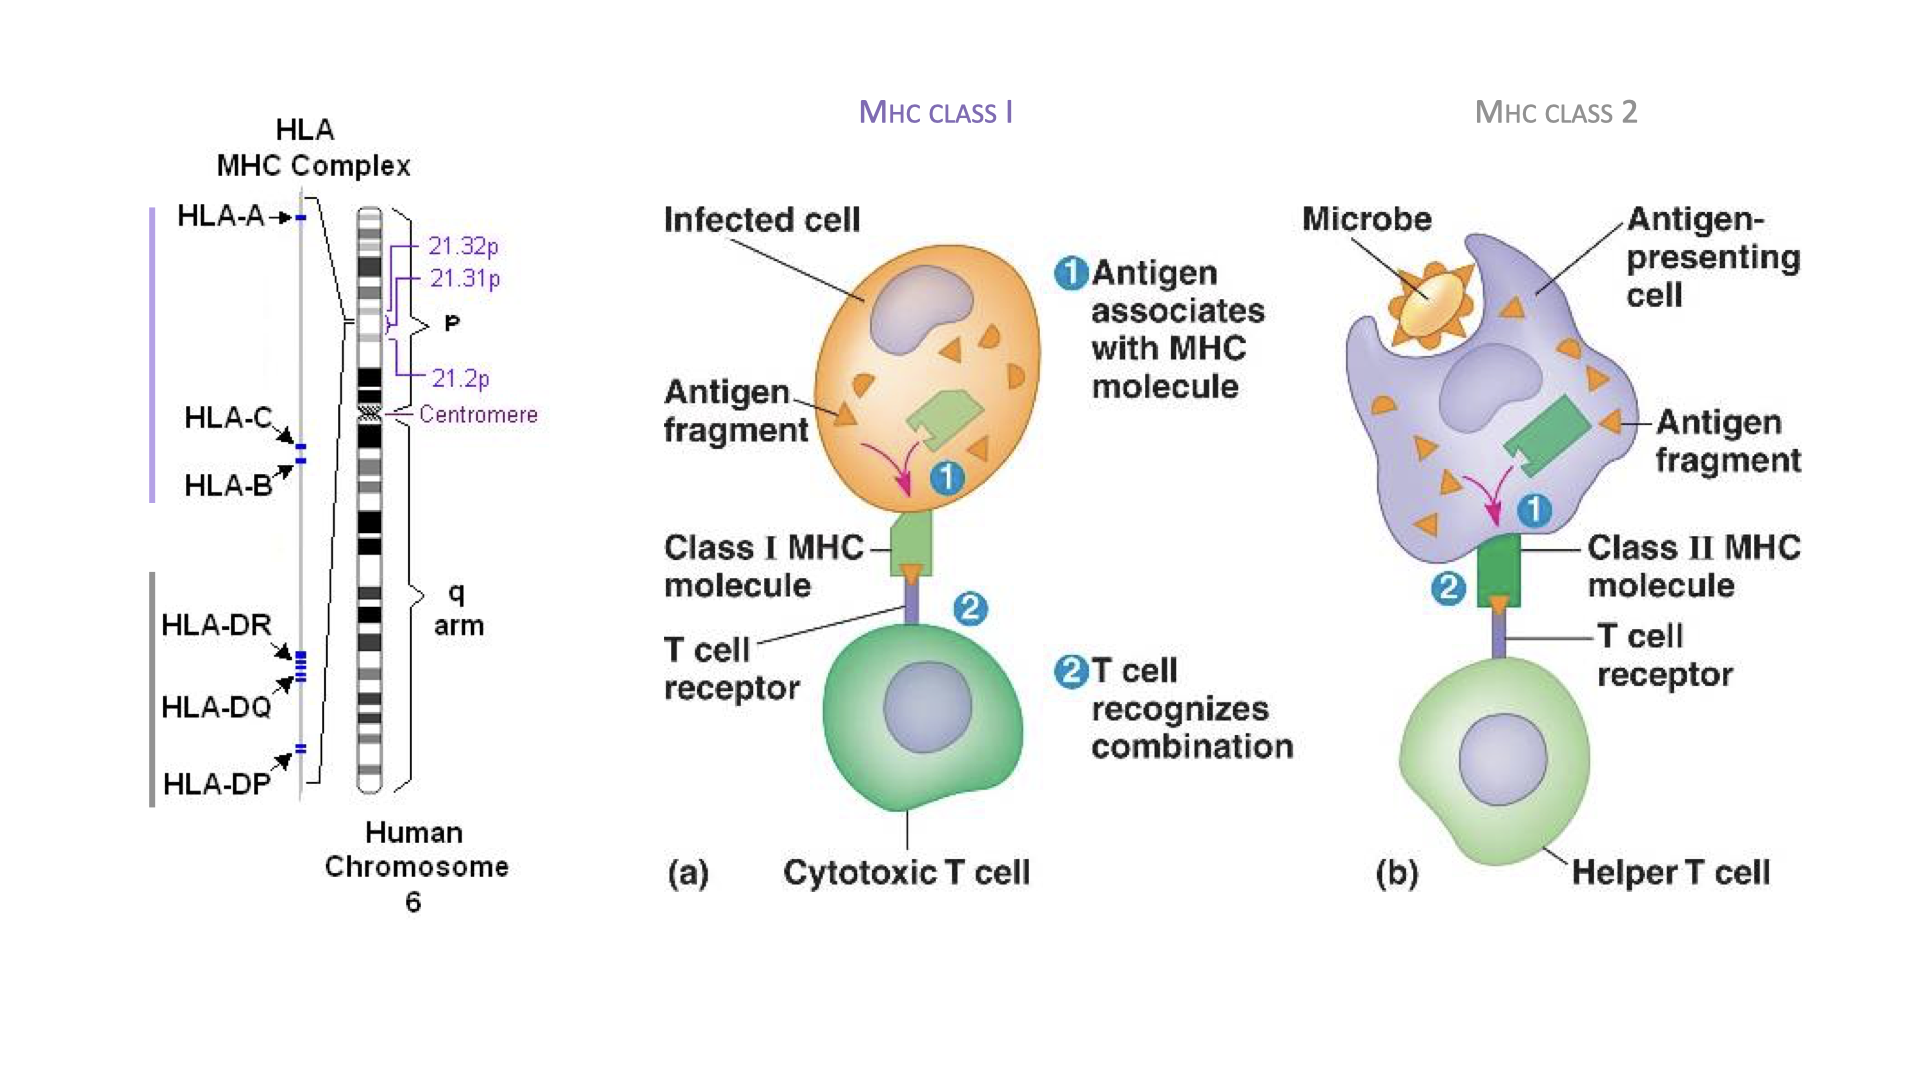 HLA
MHC Complex
HLA-A
HLA-C
HLA-B
HLA-DR
HLA-DQ
HLA-DP
21.32p
21.31p
P
21.2p
Centromere
q
arm
Human
Chromosome
6
MHC CLASS I
Infected cell
Antigen
fragment
1
Class I MHC
molecule
2
T cell
receptor
(a)
Cytotoxic T cell
1 Antigen
associates
with MHC
molecule
2 T cell
recognizes
combination
MHC CLASS 2
Microbe
Antigen-
presenting
cell
Antigen
fragment
1
Class II MHC
molecule
2
T cell
receptor
(b)
Helper T cell